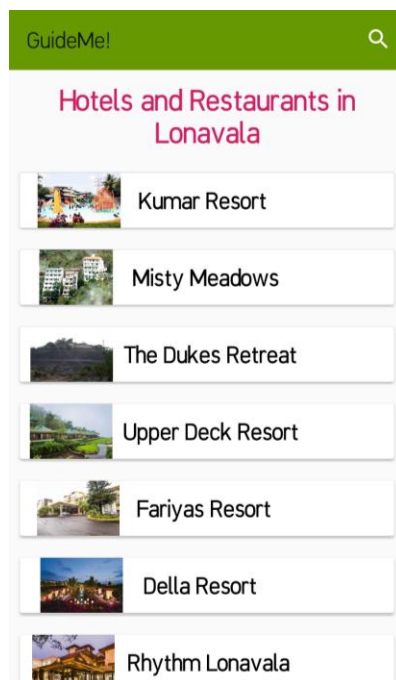 GuideMe!
Hotels and Restaurants in
Lonavala
Kumar Resort
Misty Meadows
The Dukes Retreat
Upper Deck Resort
Fariyas Resort
Della Resort
Rhythm Lonavala